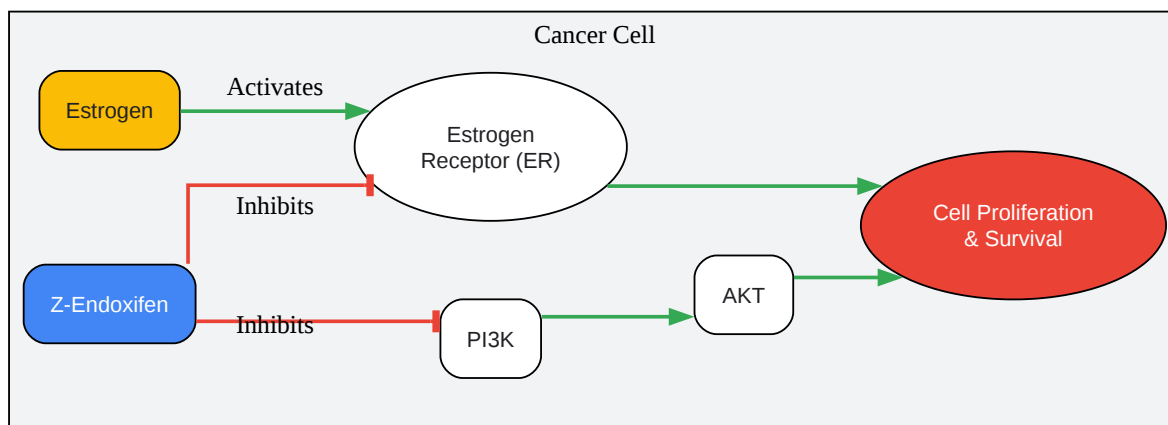 Cancer Cell
Activates
Estrogen
Estrogen
Receptor (ER)
Inhibits
Cell Proliferation
& Survival
Z-Endoxifen
AKT
Inhibits
PI3K